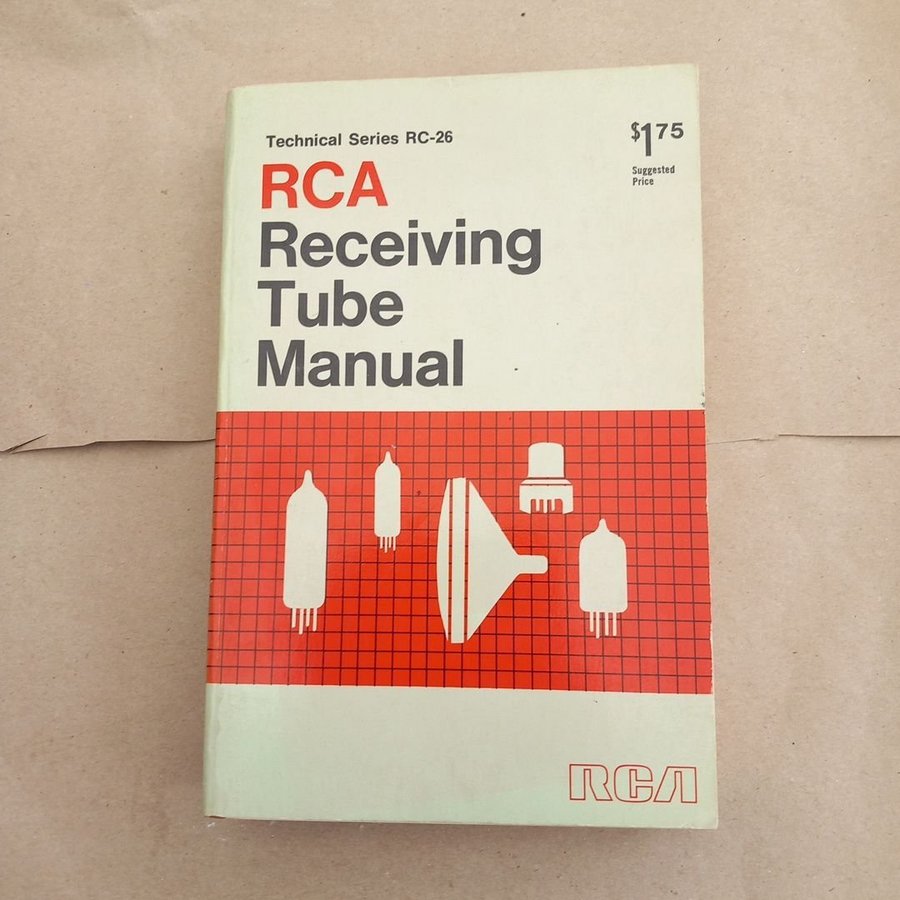 Technical Series RC-26
$1 75
Suggested
Price
RCA
Receiving
Tube
Manual
RCA